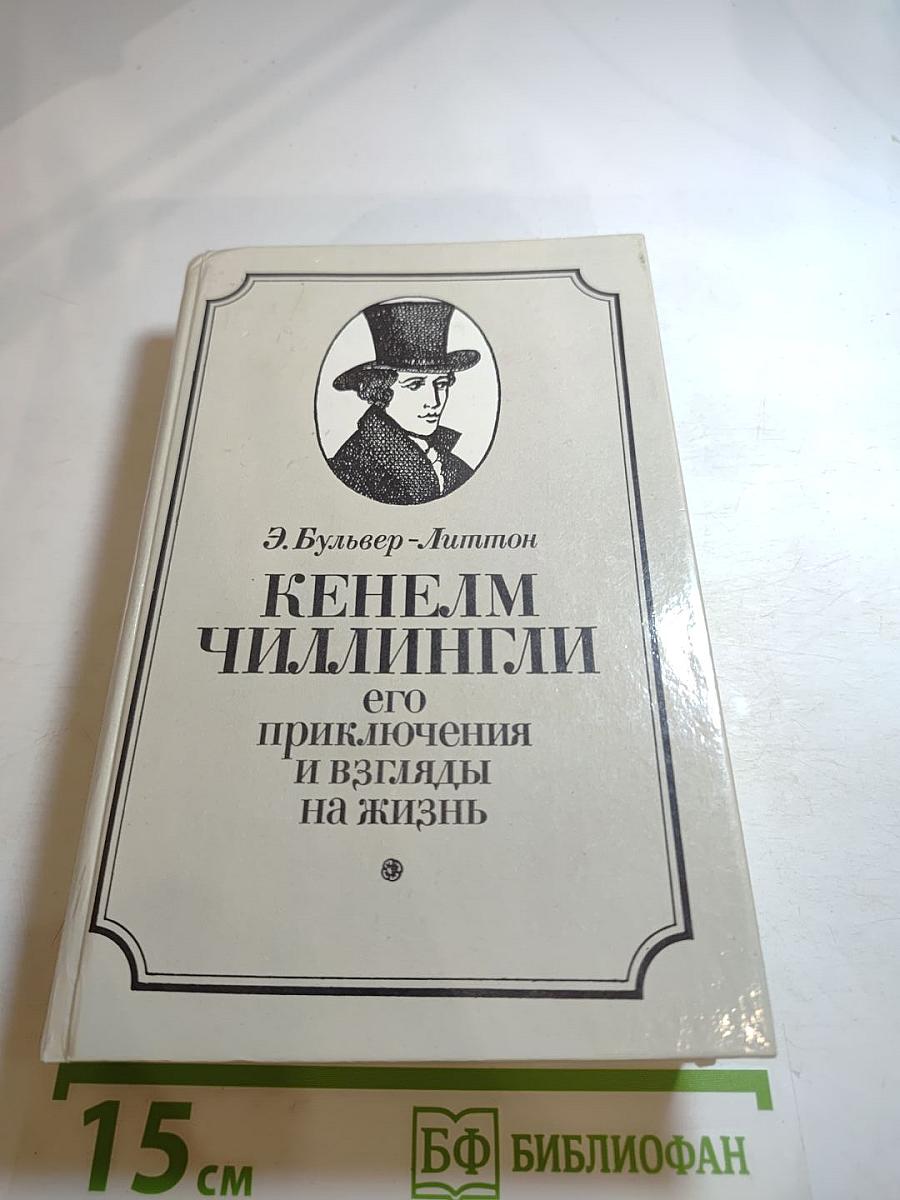 Э. Бульвер-Литтон
КЕНЕЛМ
ЧИЛЛИНГЛИ
его
приключения
и взгляды
на жизнь
15 см
БФ БИБЛИОФАН